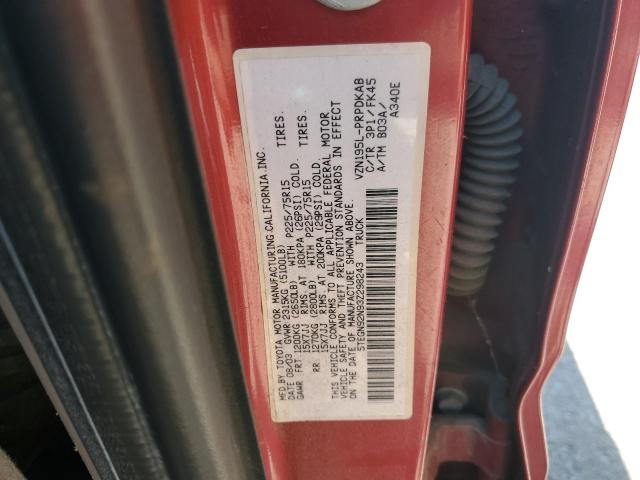 MFD BY TOYOTA MOTOR MANUFACTURING CALIFORNIA INC.
DATE 08/03 GVWR 2315KG (5100LB)
GAWR FRT 1200KG (2650LB) WITH P225/75R15 TIRES.
15X7JJ RIMS AT 180KPA (26PSI) COLD.
RR 1270KG (2800LB) WITH P225/75R15 TIRES.
15X7JJ RIMS AT 200KPA (29PSI) COLD.
THIS VEHICLE CONFORMS TO ALL APPLICABLE FEDERAL MOTOR
VEHICLE SAFETY AND THEFT PREVENTION STANDARDS IN EFFECT
ON THE DATE OF MANUFACTURE SHOWN ABOVE.
5TEGN92N93Z298243 TRUCK
VZN195L-PRPDKAB
C/TR 3P1/FK45
A/TM B03A/
A340E